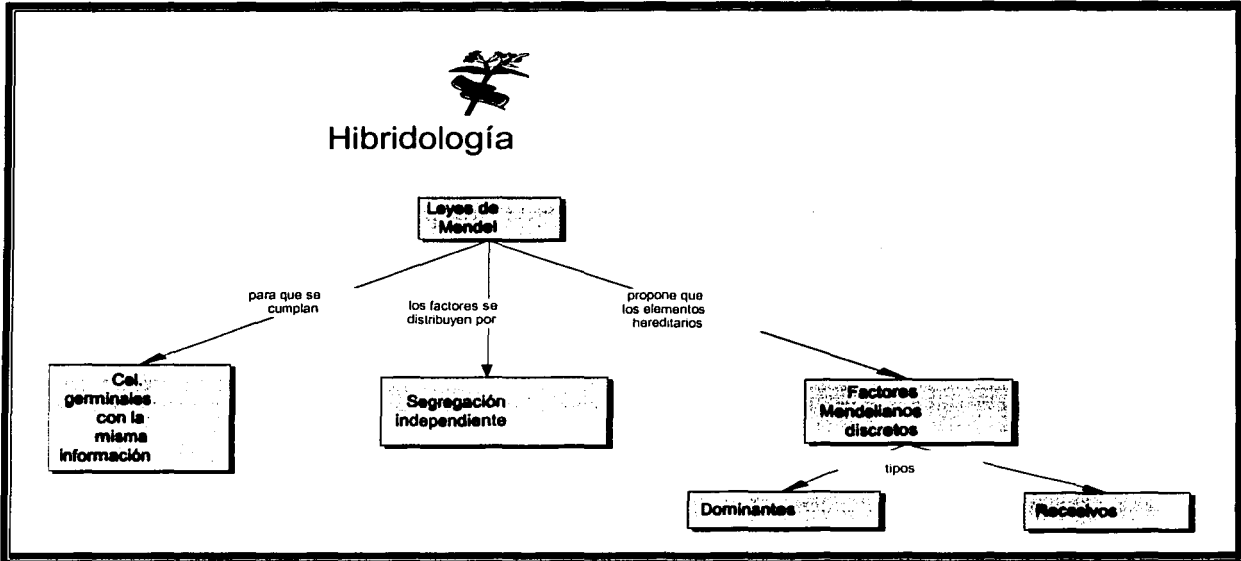 Hibridología
Leyes de
Mendel
para que se
cumplan
los factores se
distribuyen por
propone que
los elementos
hereditarios
Cel.
germinales
con la
misma
información
Segregación
independiente
Factores
Mendelianos
discretos
tipos
Dominantes
Recesivos